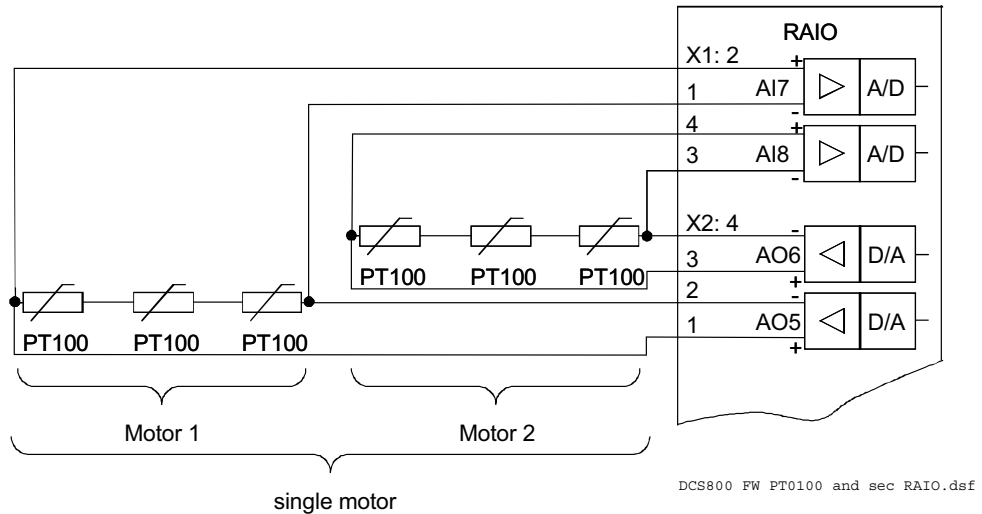 RAIO
X1: 2
+
1 AI7 A/D
-
4
+
3 AI8 A/D
-
X2: 4
-
3 AO6 D/A
+
2
-
1 AO5 D/A
+
PT100 PT100 PT100
PT100 PT100 PT100
Motor 1 Motor 2
single motor
DCS800 FW PT0100 and sec RAIO.dsf